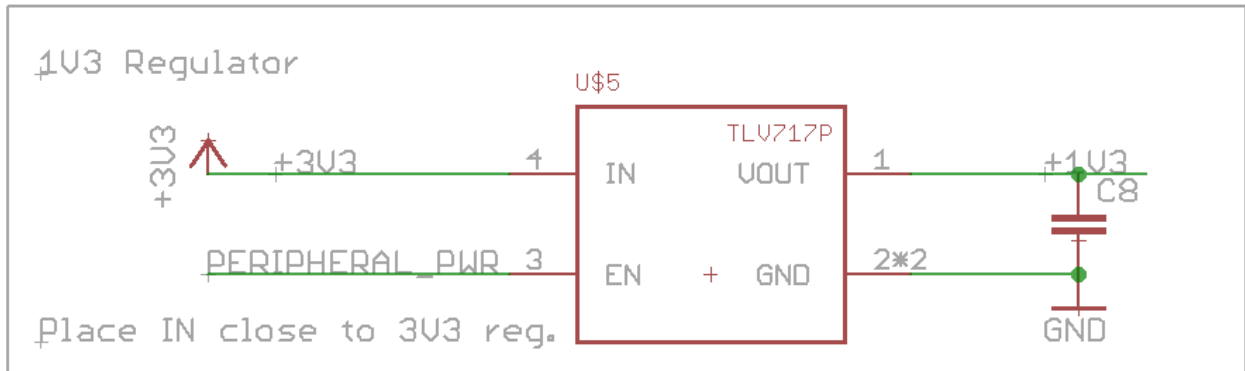 1V3 Regulator
U$5
TLV717P
+3V3
+3V3
4
IN
VOUT
1
+1V3
C8
PERIPHERAL_PWR
3
EN
GND
2*2
Place IN close to 3V3 reg.
GND